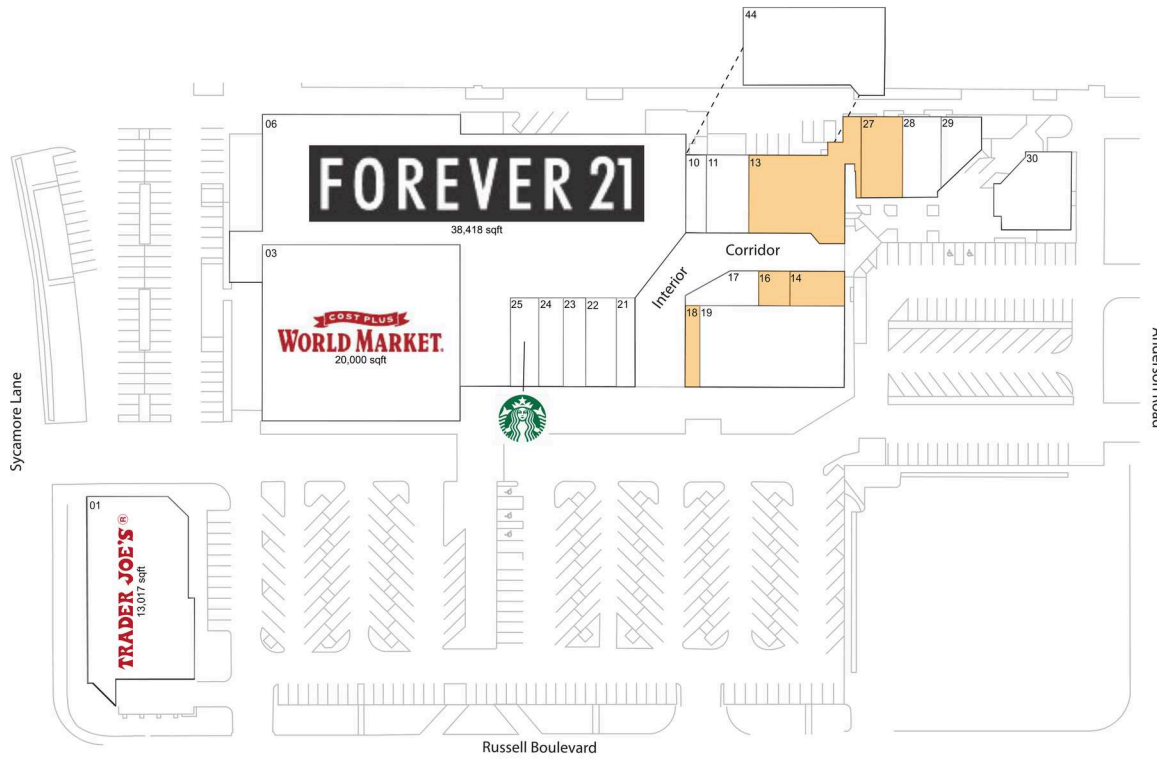 44
06
FOREVER 21
38,418 sqft
10
11
13
27
28
29
30
03
COST PLUS
WORLD MARKET.
20,000 sqft
25
24
23
22
21
Interior
Corridor
17
16
14
18
19
Sycamore Lane
Anderson Road
01
TRADER JOE'S®
13,017 sqft
Russell Boulevard